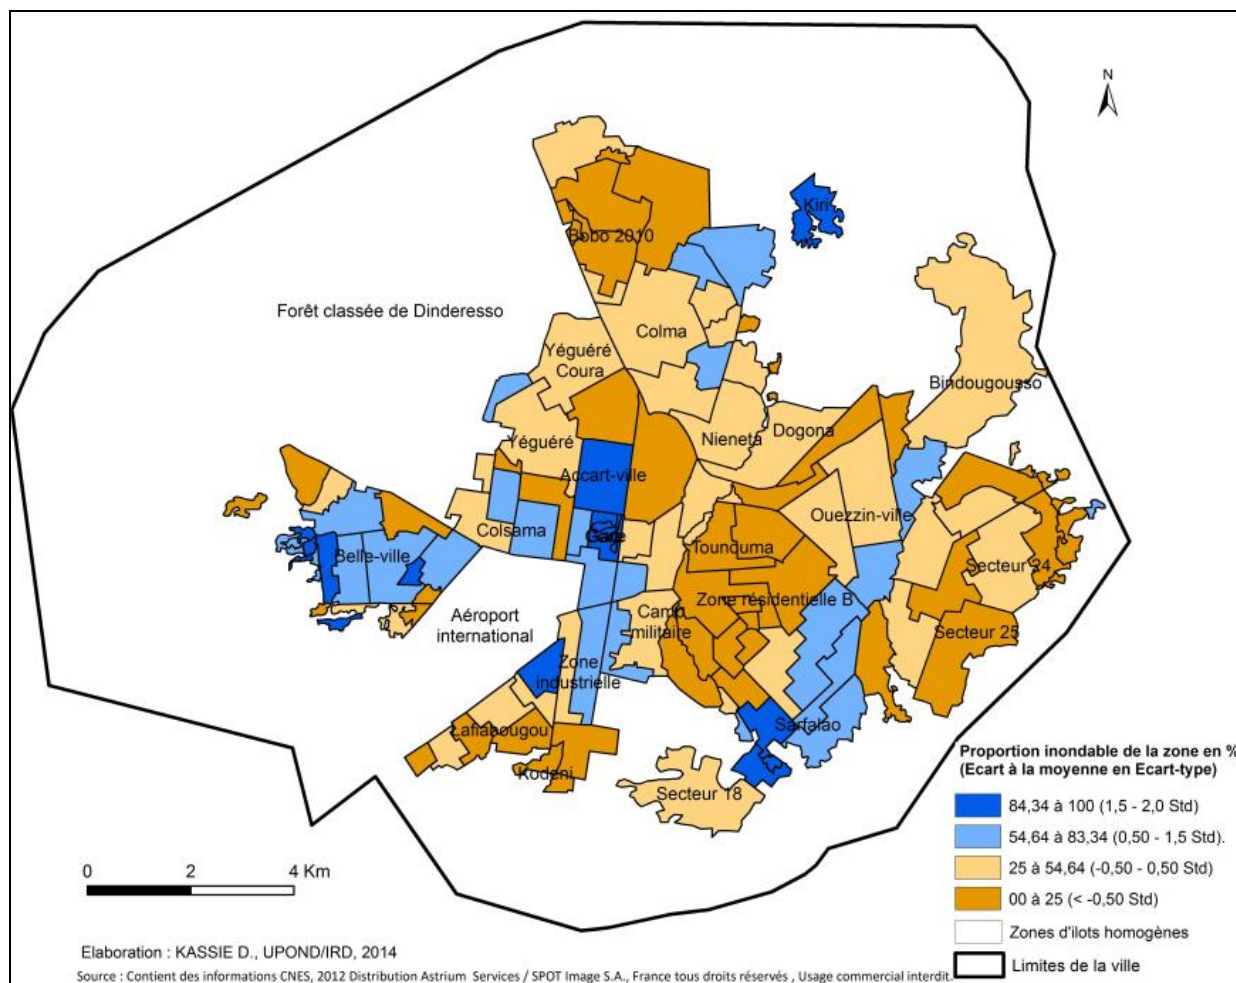 N
Kiri
Bobo 2010
Forêt classée de Dinderesso
Colma
Yéguéré
Coura
Bindougousso
Nieneta
Dogona
Yéguéré
Accart-ville
Ouezzin-ville
Colsama
Tounouma
Belle-ville
Secteur 24
Zone résidentielle B
Aéroport
international
Camp
militaire
Secteur 25
Zone
industrielle
Sarfalao
Lafiabougou
Kodeni
Secteur 18
Proportion inondable de la zone en %
(Ecart à la moyenne en Ecart-type)
84,34 à 100 (1,5 - 2,0 Std)
54,64 à 83,34 (0,50 - 1,5 Std).
25 à 54,64 (-0,50 - 0,50 Std)
00 à 25 (< -0,50 Std)
Zones d'ilots homogènes
Limites de la ville
0 2 4 Km
Elaboration : KASSIE D., UPOND/IRD, 2014
Source : Contient des informations CNES, 2012 Distribution Astrium Services / SPOT Image S.A., France tous droits réservés , Usage commercial interdit.